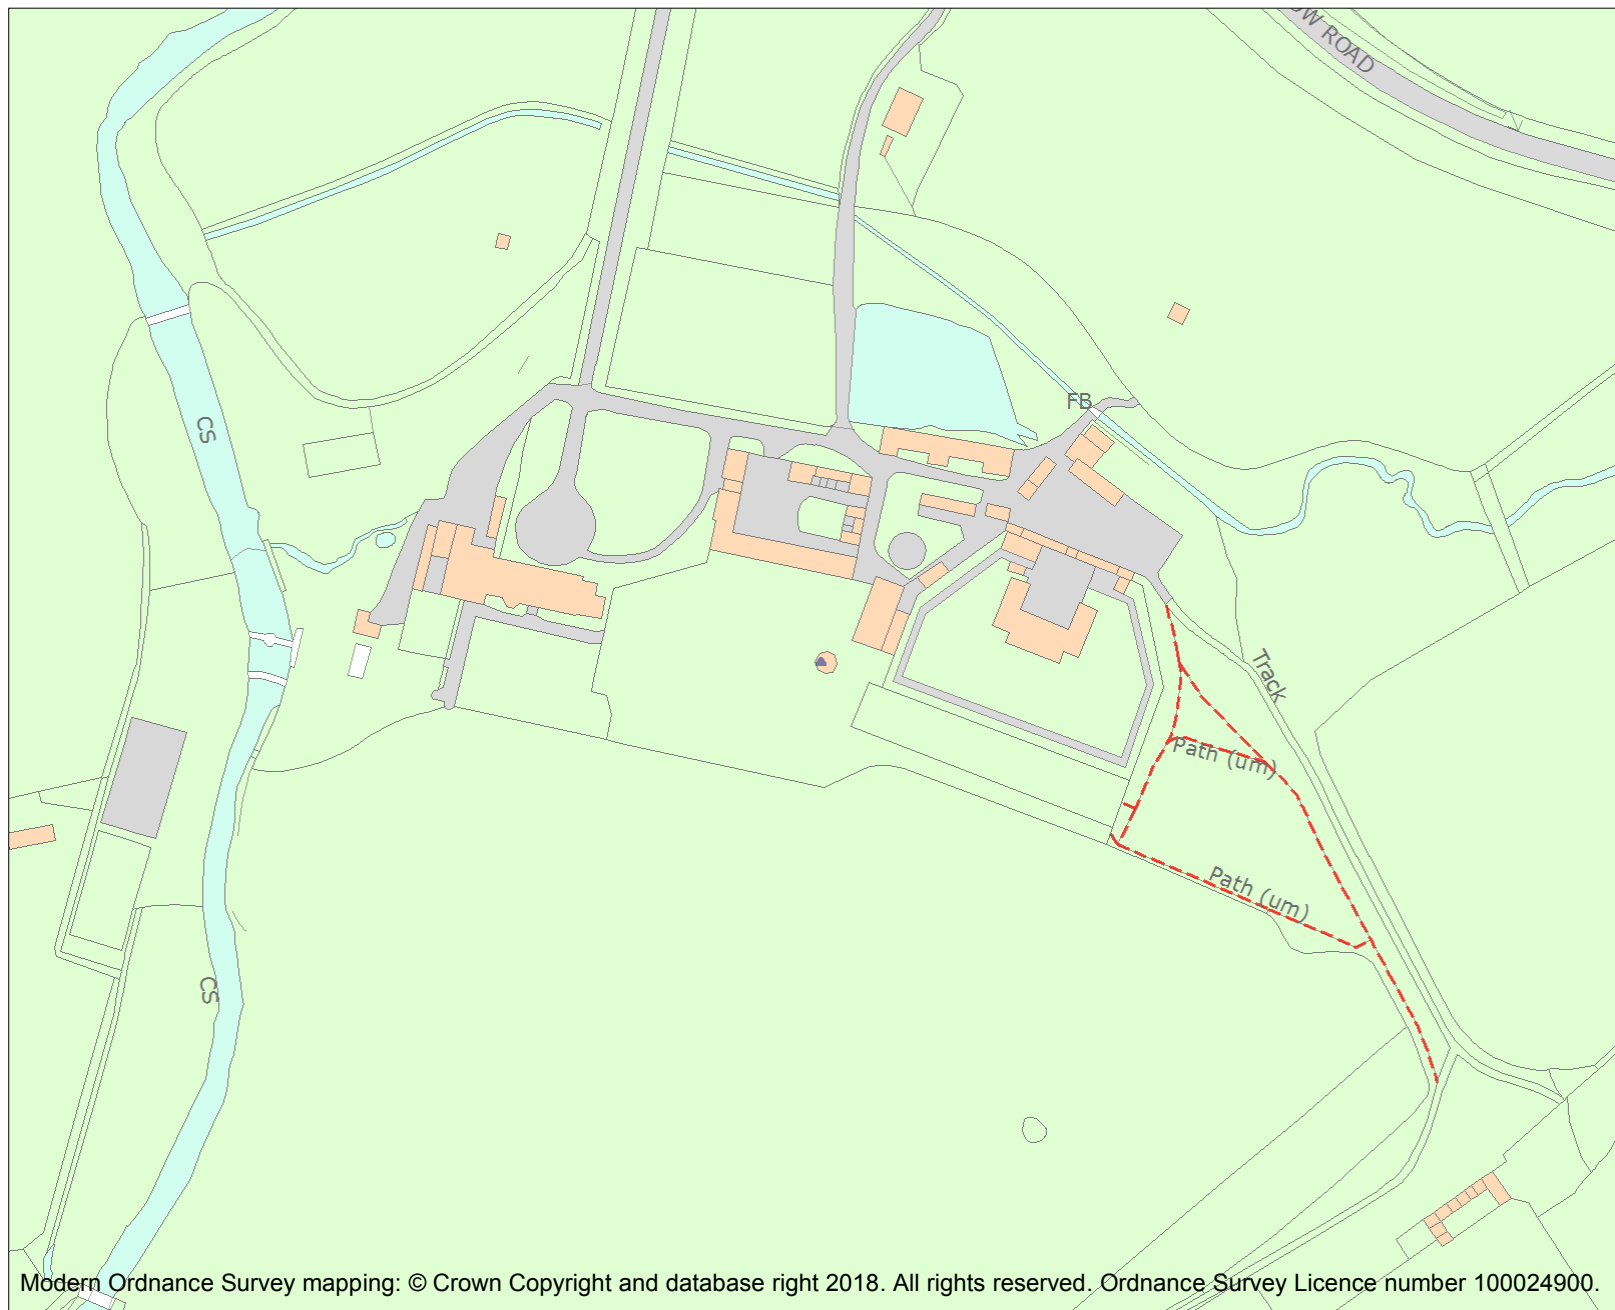 OW ROAD
FB
CS
Track
Path (um)
Path (um)
CS
Modern Ordnance Survey mapping: © Crown Copyright and database right 2018. All rights reserved. Ordnance Survey Licence number 100024900.